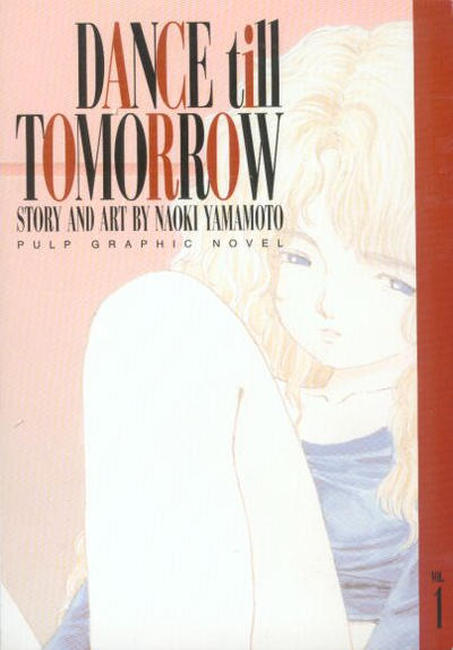 DANCE till
TOMORROW
STORY AND ART BY NAOKI YAMAMOTO
PULP GRAPHIC NOVEL
VOL.
1